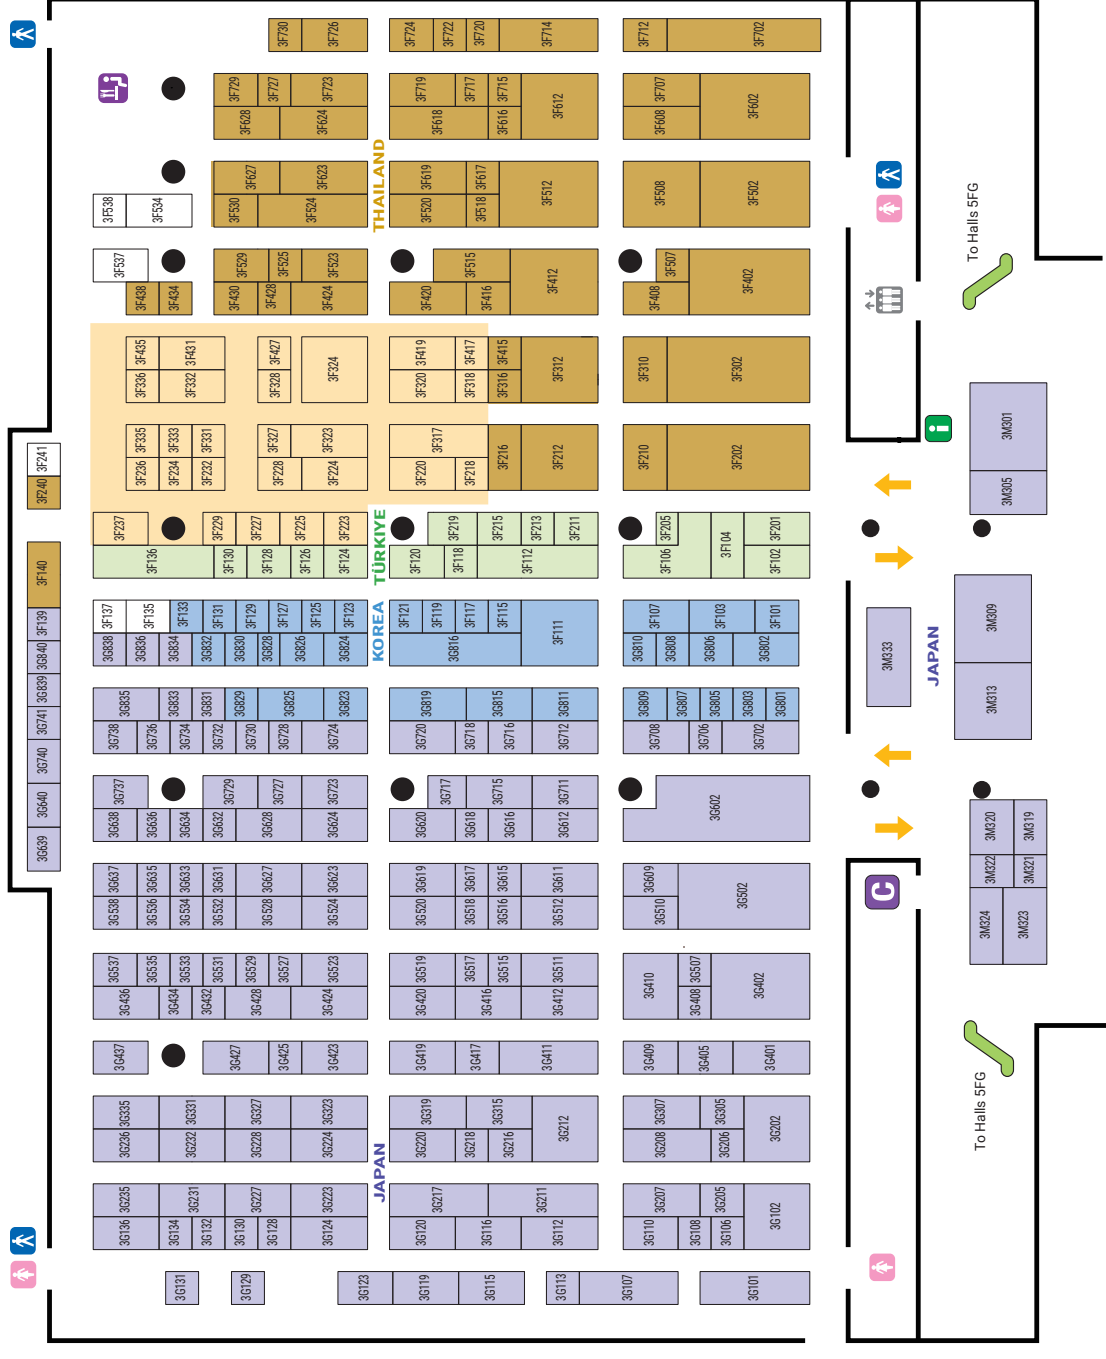 3F730 3F726 3F724 3F722 3F720 3F714 3F712 3F702
3F729 3F727 3F723 3F719 3F717 3F715 3F612 3F707 3F602
3F628 3F624 3F618 3F616 3F608
THAILAND
3F627 3F623 3F619 3F617 3F512 3F508 3F502
3F538 3F534 3F530 3F524 3F520 3F518
To Halls 5FG
3F537 3F529 3F525 3F523 3F515 3F412 3F507 3F402
3F438 3F434 3F430 3F428 3F424 3F420 3F416 3F408
3F435 3F431 3F427 3F324 3F419 3F417 3F415 3F312 3F310 3F302
3F336 3F332 3F328 3F320 3F318 3F316
3M301
3M305
3F241
3F240
3F335 3F333 3F331 3F327 3F323 3F317 3F216 3F212 3F210 3F202
3F236 3F234 3F232 3F228 3F224 3F220 3F218
TÜRKIYE
3F237 3F229 3F227 3F225 3F223 3F219 3F215 3F213 3F211 3F205 3F104 3F201
3F136 3F130 3F128 3F126 3F124 3F120 3F118 3F112 3F106 3F102
3F140
3F139
3G840
3G839
3G741
3G740
3G640
3G639
KOREA
3F137 3F135 3F133 3F131 3F129 3F127 3F125 3F123 3F121 3F119 3F117 3F115 3F111 3F107 3F103 3F101
3G838 3G836 3G834 3G832 3G830 3G828 3G826 3G824 3G816 3G810 3G808 3G806 3G802
3M333
JAPAN
3M309
3M313
3G835 3G833 3G831 3G829 3G825 3G823 3G819 3G815 3G811 3G809 3G807 3G805 3G803 3G801
3G738 3G736 3G734 3G732 3G730 3G728 3G724 3G720 3G718 3G716 3G712 3G708 3G706 3G702
3G737 3G729 3G727 3G723 3G717 3G715 3G711 3G602
3G638 3G636 3G634 3G632 3G628 3G624 3G620 3G618 3G616 3G612
3M320 3M319
3M322 3M321
3M324 3M323
3G637 3G635 3G633 3G631 3G627 3G623 3G619 3G617 3G615 3G611 3G609 3G502
3G538 3G536 3G534 3G532 3G528 3G524 3G520 3G518 3G516 3G512 3G510
C
3G537 3G535 3G533 3G531 3G529 3G527 3G523 3G519 3G517 3G515 3G511 3G410 3G507 3G402
3G436 3G434 3G432 3G428 3G424 3G420 3G416 3G412 3G408
3G437 3G427 3G425 3G423 3G419 3G417 3G411 3G409 3G405 3G401
To Halls 5FG
3G335 3G331 3G327 3G323 3G319 3G315 3G212 3G307 3G305 3G202
3G236 3G232 3G228 3G224 3G220 3G218 3G216 3G208 3G206
JAPAN
3G235 3G231 3G227 3G223 3G217 3G211 3G207 3G205 3G102
3G136 3G134 3G132 3G130 3G128 3G124 3G120 3G116 3G112 3G110 3G108 3G106
3G131 3G129 3G123 3G119 3G115 3G113 3G107 3G101